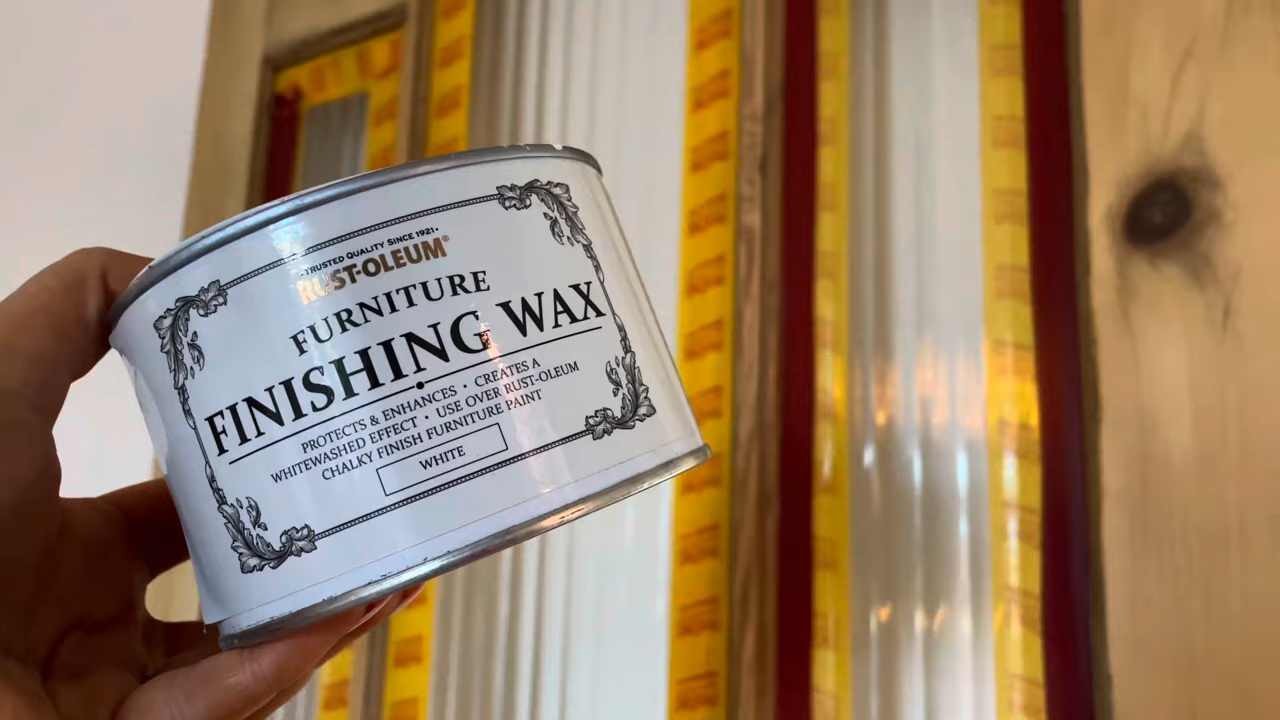 •TRUSTED QUALITY SINCE 1921•
RUST-OLEUM®
FURNITURE
FINISHING WAX
PROTECTS & ENHANCES • CREATES A
WHITEWASHED EFFECT • USE OVER RUST-OLEUM
CHALKY FINISH FURNITURE PAINT
WHITE